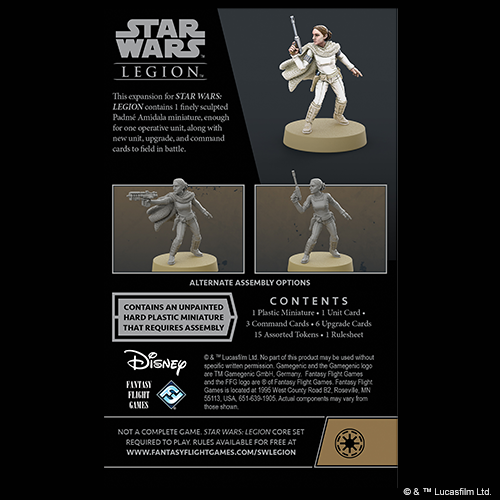 STAR
WARS
LEGION™
This expansion for STAR WARS:
LEGION contains 1 finely sculpted
Padmé Amidala miniature, enough
for one operative unit, along with
new unit, upgrade, and command
cards to field in battle.
ALTERNATE ASSEMBLY OPTIONS
CONTAINS AN UNPAINTED
HARD PLASTIC MINIATURE
THAT REQUIRES ASSEMBLY
CONTENTS
1 Plastic Miniature • 1 Unit Card •
3 Command Cards • 6 Upgrade Cards
15 Assorted Tokens • 1 Rulesheet
Disney
FANTASY
FLIGHT
GAMES
© & ™ Lucasfilm Ltd. No part of this product may be used without
specific written permission. Gamegenic and the Gamegenic logo
are TM Gamegenic GmbH, Germany. Fantasy Flight Games
and the FFG logo are ® of Fantasy Flight Games. Fantasy Flight
Games is located at 1995 West County Road B2, Roseville, MN
55113, USA, 651-639-1905. Actual components may vary from
those shown.
NOT A COMPLETE GAME. STAR WARS: LEGION CORE SET
REQUIRED TO PLAY. RULES AVAILABLE FOR FREE AT
WWW.FANTASYFLIGHTGAMES.COM/SWLEGION
© & ™ Lucasfilm Ltd.